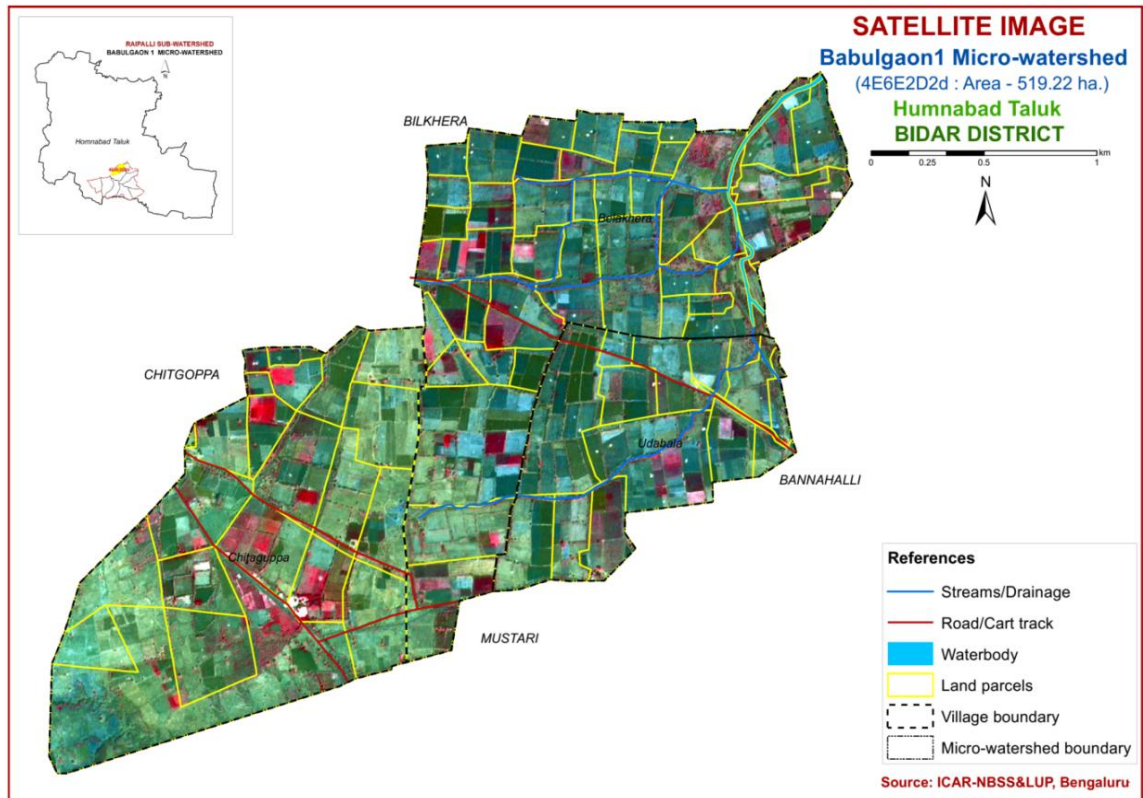 RAIPALLI SUB-WATERSHED
BABULGAON 1 MICRO-WATERSHED
N
Homnabad Taluk
SATELLITE IMAGE
Babulgaon1 Micro-watershed
(4E6E2D2d : Area - 519.22 ha.)
Humnabad Taluk
BIDAR DISTRICT
km
0 0.25 0.5 1
N
BILKHERA
Belakhera
CHITGOPPA
Udabala
BANNAHALLI
Chitaguppa
MUSTARI
References
Streams/Drainage
Road/Cart track
Waterbody
Land parcels
Village boundary
Micro-watershed boundary
Source: ICAR-NBSS&LUP, Bengaluru